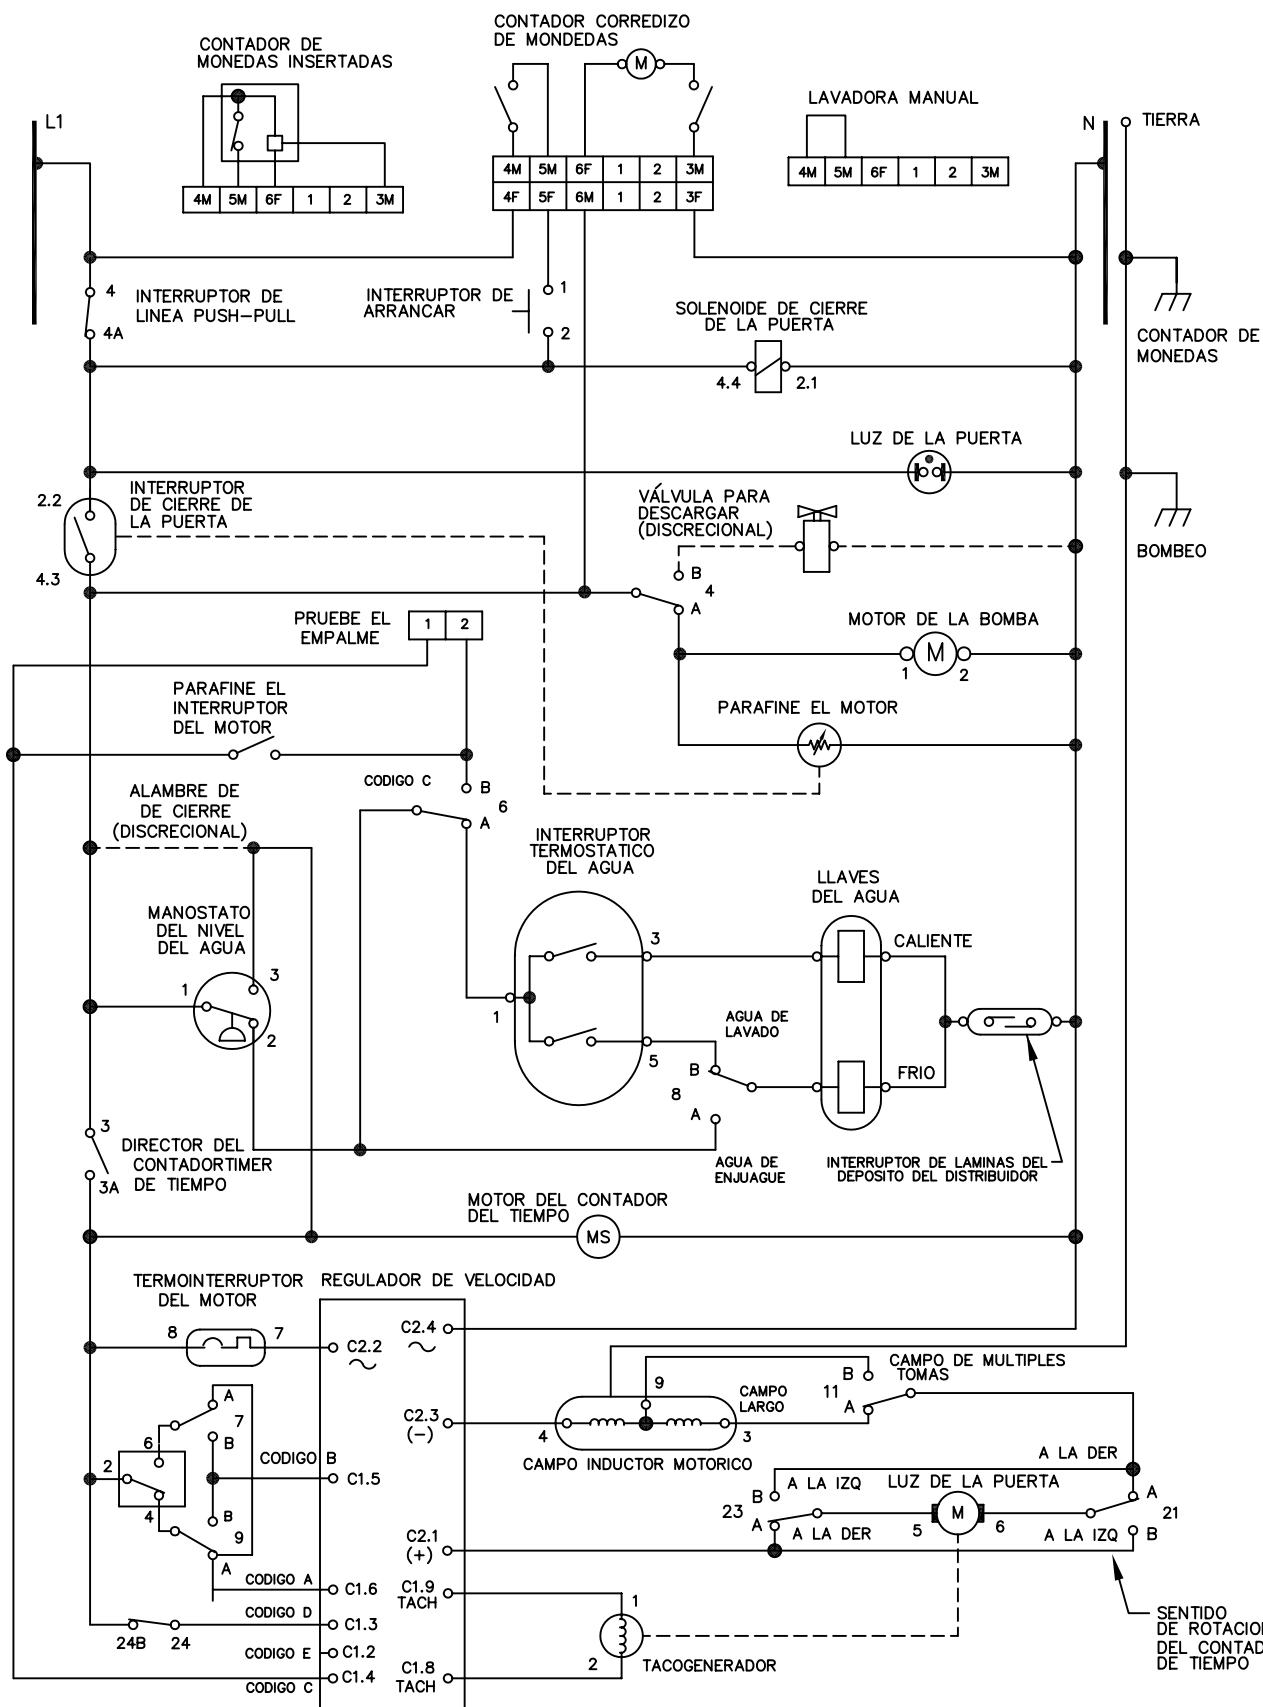 CONTADOR CORREDIZO
DE MONDEDAS
CONTADOR DE
MONEDAS INSERTADAS
M
LAVADORA MANUAL
L1
N
TIERRA
4M 5M 6F 1 2 3M
4M 5M 6F 1 2 3M
4F 5F 6M 1 2 3F
4M 5M 6F 1 2 3M
4
4A
INTERRUPTOR DE
LINEA PUSH-PULL
INTERRUPTOR DE
ARRANCAR
1
2
SOLENOIDE DE CIERRE
DE LA PUERTA
4.4
2.1
CONTADOR DE
MONEDAS
LUZ DE LA PUERTA
2.2
INTERRUPTOR
DE CIERRE DE
LA PUERTA
4.3
VÁLVULA PARA
DESCARGAR
(DISCRECIONAL)
BOMBEO
B
4
A
PRUEBE EL
EMPALME
1 2
MOTOR DE LA BOMBA
M
1
2
PARAFINE EL
INTERRUPTOR
DEL MOTOR
PARAFINE EL MOTOR
CODIGO C
B
6
A
ALAMBRE DE
DE CIERRE
(DISCRECIONAL)
INTERRUPTOR
TERMOSTATICO
DEL AGUA
LLAVES
DEL AGUA
MANOSTATO
DEL NIVEL
DEL AGUA
1
3
2
3
CALIENTE
1
5
AGUA DE
LAVADO
B
8
A
FRIO
3
3A
DIRECTOR DEL
CONTADORTIMER
DE TIEMPO
AGUA DE
ENJUAGUE
INTERRUPTOR DE LAMINAS DEL
DEPOSITO DEL DISTRIBUIDOR
MOTOR DEL CONTADOR
DEL TIEMPO
MS
TERMOINTERRUPTOR
DEL MOTOR
REGULADOR DE VELOCIDAD
8
7
C2.2
C2.4
9
CAMPO
LARGO
B
11
A
CAMPO DE MULTIPLES
TOMAS
C2.3
(-)
4
3
CAMPO INDUCTOR MOTORICO
A
7
B
6
2
4
B
9
A
CODIGO B
C1.5
A LA DER
A LA IZQ
LUZ DE LA PUERTA
B
23
A
A LA DER
5
M
6
A
21
A LA IZQ
B
C2.1
(+)
CODIGO A
C1.6
C1.9
TACH
CODIGO D
C1.3
24B
24
CODIGO E
C1.2
C1.4
CODIGO C
C1.8
TACH
1
2
TACOGENERADOR
SENTIDO
DE ROTACION
DEL CONTAD
DE TIEMPO